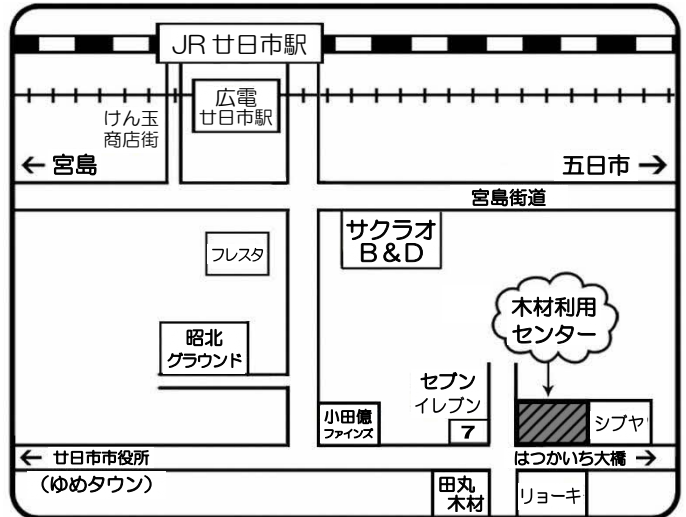 JR 廿日市駅
広電
廿日市駅
けん玉
商店街
← 宮島
五日市 →
宮島街道
サクラオ
B&D
フレスタ
木材利用
センター
昭北
グラウンド
セブン
イレブン
7
小田億
ファインズ
シブヤ
← 廿日市市役所
はつかいち大橋 →
(ゆめタウン)
田丸
木材
リョーキ